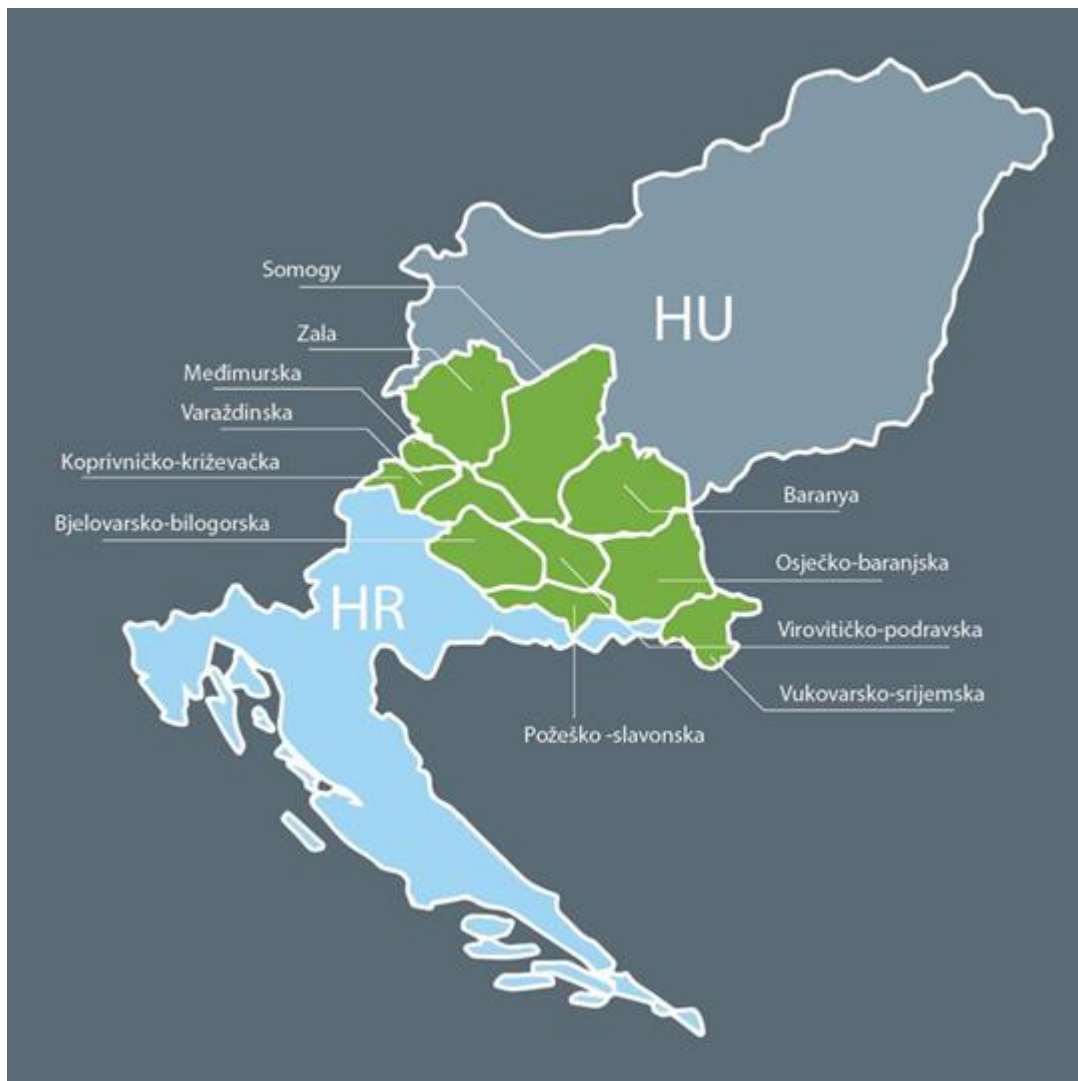 Somogy
HU
Zala
Međimurska
Varaždinska
Koprivničko-križevačka
Baranya
Bjelovarsko-bilogorska
Osječko-baranjska
HR
Virovitičko-podravska
Vukovarsko-srijemska
Požeško -slavonska